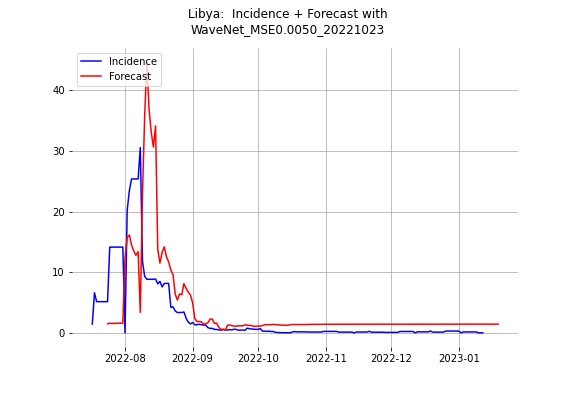 Libya:  Incidence + Forecast with
WaveNet_MSE0.0050_20221023
Incidence
Forecast
40
30
20
10
0
2022-08
2022-09
2022-10
2022-11
2022-12
2023-01